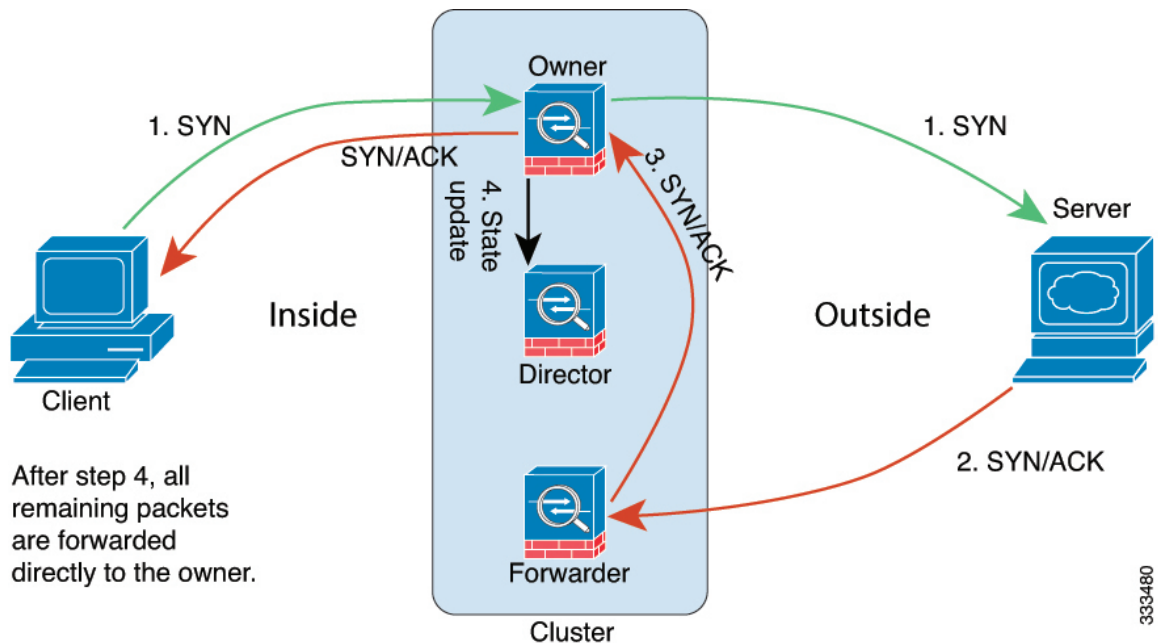 Owner
1. SYN
1. SYN
SYN/ACK
3. SYN/ACK
4. State
update
Server
Inside
Outside
Director
Client
2. SYN/ACK
After step 4, all
remaining packets
are forwarded
directly to the owner.
Forwarder
Cluster
333480